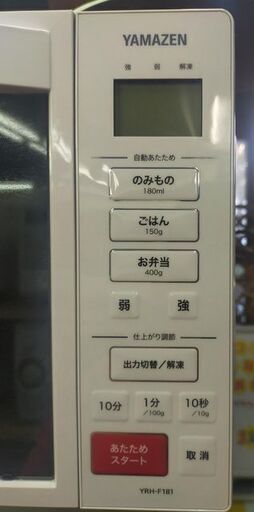 YAMAZEN
強 弱 解凍
自動あたため
のみもの
180ml
ごはん
150g
お弁当
400g
弱 強
仕上がり調節
出力切替/解凍
10分 1分 10秒
/100g /10g
あたため
スタート
取消
YRH-F181